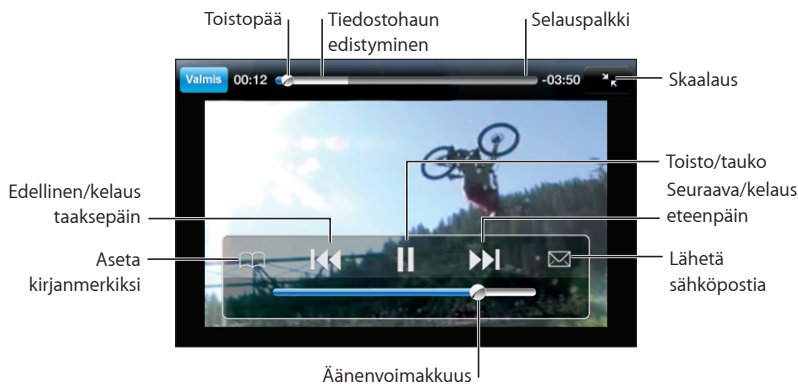 Toistopää
Tiedostohaun
edistyminen
Selauspalkki
Valmis
00:12
-03:50
Skaalaus
Toisto/tauko
Edellinen/kelaus
taaksepäin
Seuraava/kelaus
eteenpäin
Aseta
kirjanmerkiksi
Lähetä
sähköpostia
Äänenvoimakkuus